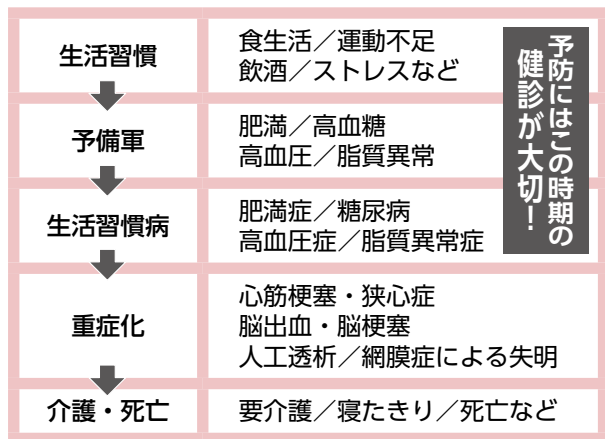 生活習慣
食生活／運動不足
飲酒／ストレスなど
予防にはこの時期の
健診が大切！
予備軍
肥満／高血糖
高血圧／脂質異常
生活習慣病
肥満症／糖尿病
高血圧症／脂質異常症
重症化
心筋梗塞・狭心症
脳出血・脳梗塞
人工透析／網膜症による失明
介護・死亡
要介護／寝たきり／死亡など